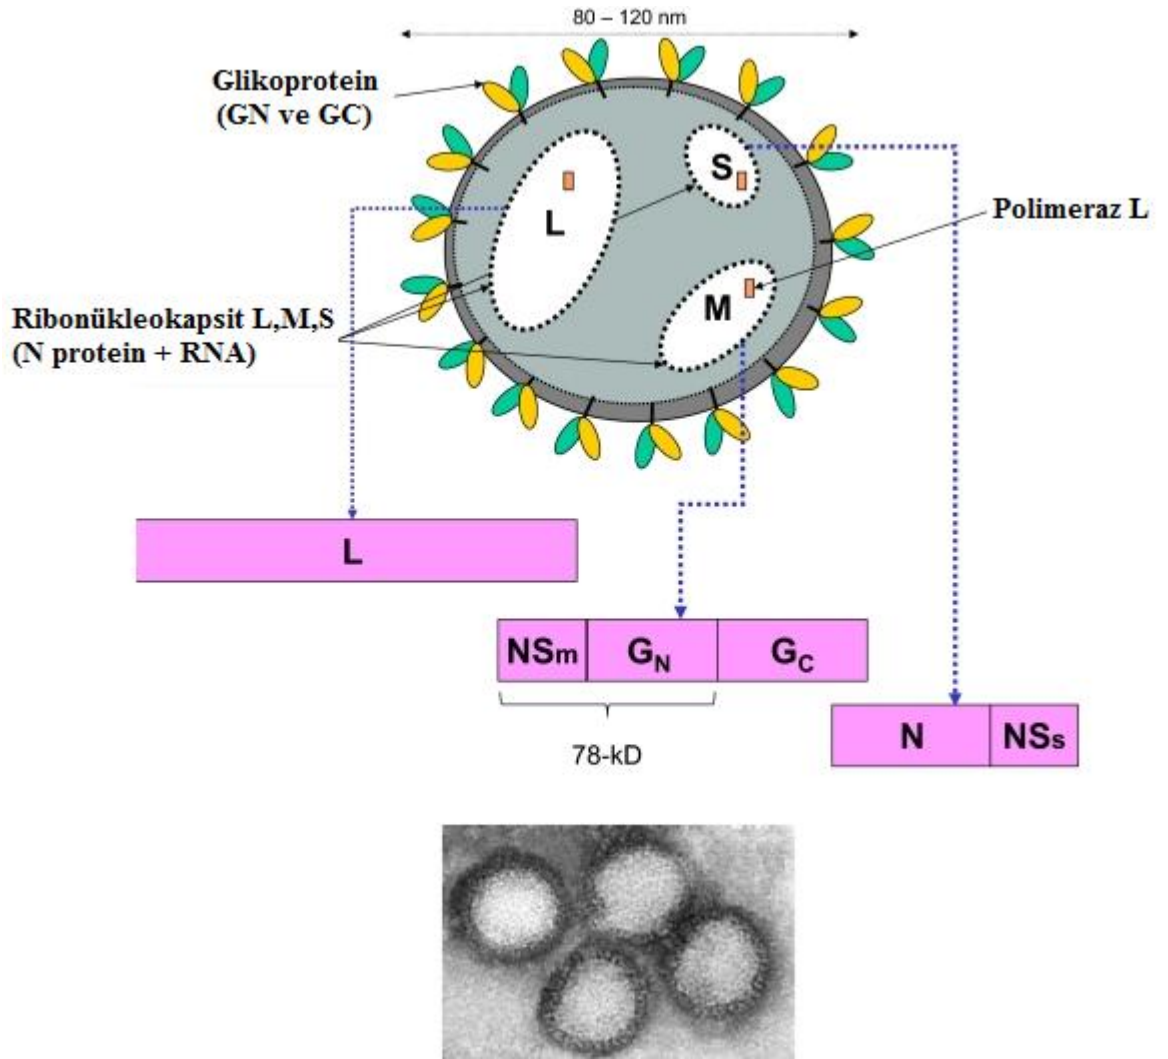 80 – 120 nm
Glikoprotein
(GN ve GC)
S
L
Polimeraz L
M
Ribonükleokapsit L,M,S
(N protein + RNA)
L
NSm GN GC
N NSs
78-kD